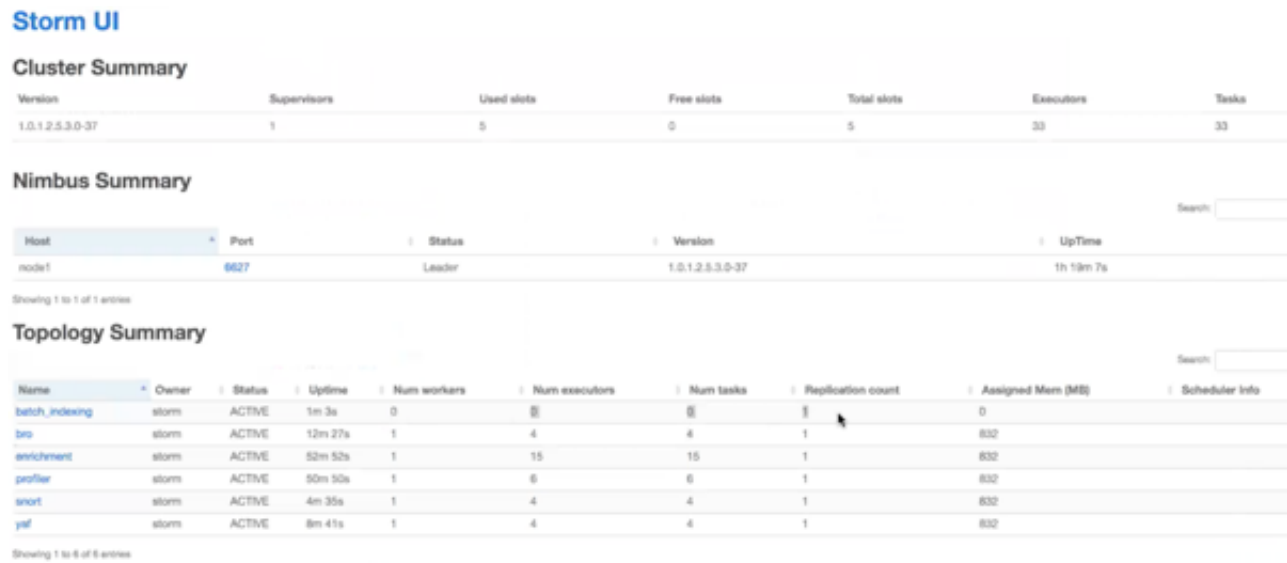 Storm UI
Cluster Summary
Version Supervisors Used slots Free slots Total slots Executors Tasks
1.0.1.2.5.3.0-37 1 5 0 5 33 33
Nimbus Summary
Search:
Host Port Status Version UpTime
node1 6627 Leader 1.0.1.2.5.3.0-37 1h 19m 7s
Showing 1 to 1 of 1 entries
Topology Summary
Search:
Name Owner Status Uptime Num workers Num executors Num tasks Replication count Assigned Mem (MB) Scheduler Info
batch_indexing storm ACTIVE 1m 3s 0 0 0 1 0
bro storm ACTIVE 12m 27s 1 4 4 1 832
enrichment storm ACTIVE 52m 52s 1 15 15 1 832
profiler storm ACTIVE 50m 50s 1 6 6 1 832
snort storm ACTIVE 4m 35s 1 4 4 1 832
yaf storm ACTIVE 8m 41s 1 4 4 1 832
Showing 1 to 6 of 6 entries